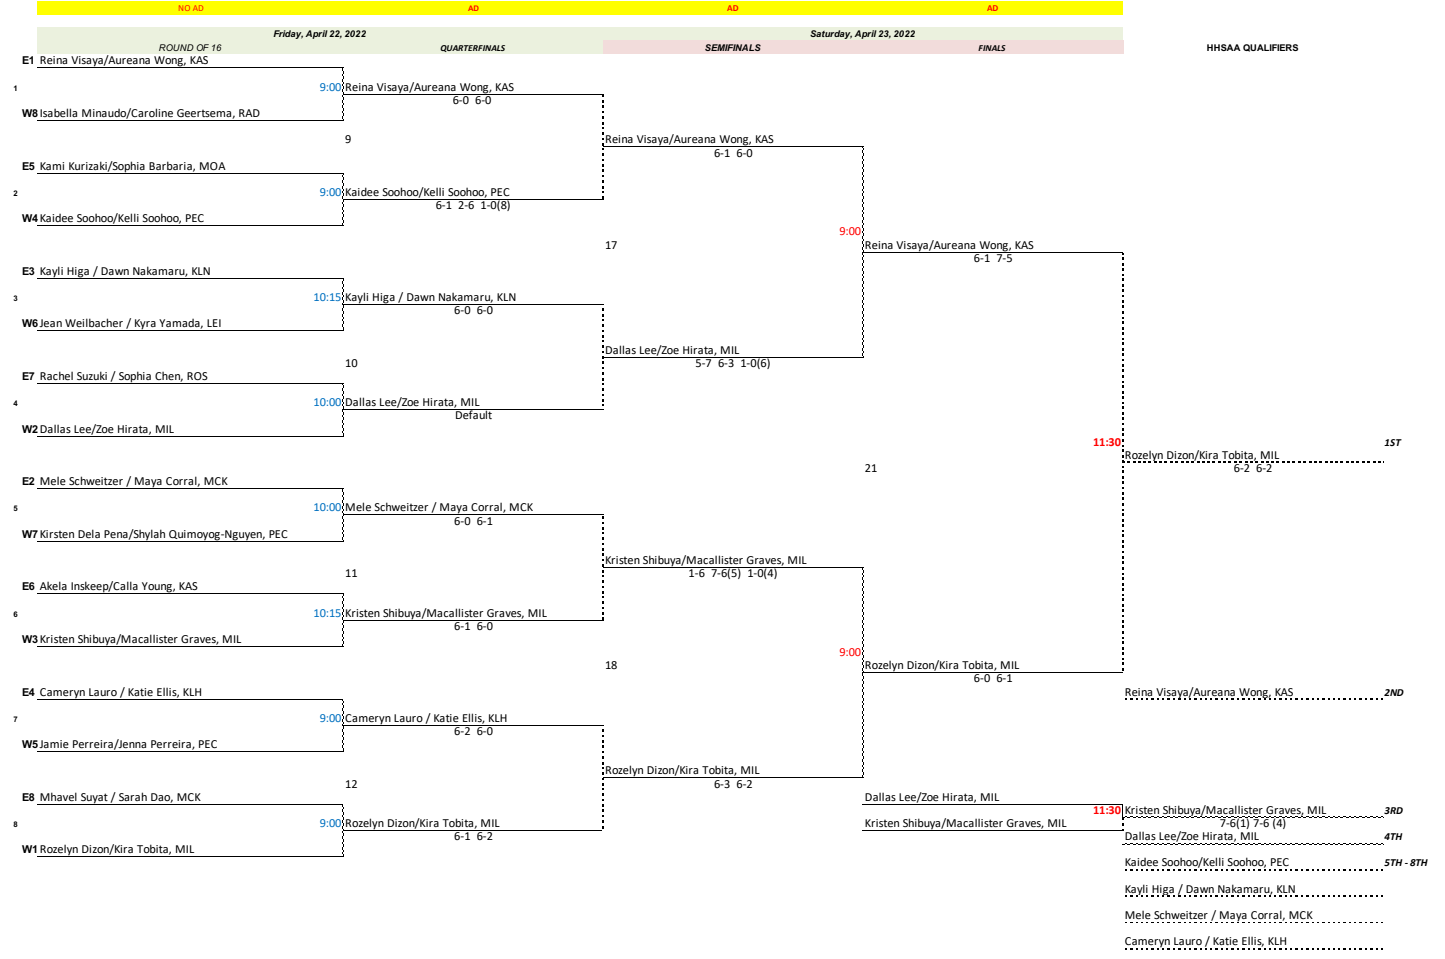 NO AD AD AD AD
Friday, April 22, 2022 Saturday, April 23, 2022
ROUND OF 16 QUARTERFINALS SEMIFINALS FINALS HHSAA QUALIFIERS
E1 Reina Visaya/Aureana Wong, KAS
1 9:00 Reina Visaya/Aureana Wong, KAS
6-0 6-0
W8 Isabella Minaudo/Caroline Geertsema, RAD
9 Reina Visaya/Aureana Wong, KAS
6-1 6-0
E5 Kami Kurizaki/Sophia Barbaria, MOA
2 9:00 Kaidee Soohoo/Kelli Soohoo, PEC
6-1 2-6 1-0(8)
W4 Kaidee Soohoo/Kelli Soohoo, PEC
9:00
17 Reina Visaya/Aureana Wong, KAS
6-1 7-5
E3 Kayli Higa / Dawn Nakamaru, KLN
3 10:15 Kayli Higa / Dawn Nakamaru, KLN
6-0 6-0
W6 Jean Weilbacher / Kyra Yamada, LEI
Dallas Lee/Zoe Hirata, MIL
10 5-7 6-3 1-0(6)
E7 Rachel Suzuki / Sophia Chen, ROS
4 10:00 Dallas Lee/Zoe Hirata, MIL
Default
W2 Dallas Lee/Zoe Hirata, MIL
11:30 1ST
Rozelyn Dizon/Kira Tobita, MIL
21 6-2 6-2
E2 Mele Schweitzer / Maya Corral, MCK
5 10:00 Mele Schweitzer / Maya Corral, MCK
6-0 6-1
W7 Kirsten Dela Pena/Shylah Quimoyog-Nguyen, PEC
Kristen Shibuya/Macallister Graves, MIL
11 1-6 7-6(5) 1-0(4)
E6 Akela Inskeep/Calla Young, KAS
6 10:15 Kristen Shibuya/Macallister Graves, MIL
6-1 6-0
W3 Kristen Shibuya/Macallister Graves, MIL
9:00
18 Rozelyn Dizon/Kira Tobita, MIL
6-0 6-1
E4 Cameryn Lauro / Katie Ellis, KLH Reina Visaya/Aureana Wong, KAS 2ND
7 9:00 Cameryn Lauro / Katie Ellis, KLH
6-2 6-0
W5 Jamie Perreira/Jenna Perreira, PEC
Rozelyn Dizon/Kira Tobita, MIL
12 6-3 6-2
E8 Mhavel Suyat / Sarah Dao, MCK Dallas Lee/Zoe Hirata, MIL
11:30 Kristen Shibuya/Macallister Graves, MIL 3RD
8 9:00 Rozelyn Dizon/Kira Tobita, MIL Kristen Shibuya/Macallister Graves, MIL 7-6(1) 7-6 (4)
6-1 6-2 Dallas Lee/Zoe Hirata, MIL 4TH
W1 Rozelyn Dizon/Kira Tobita, MIL
Kaidee Soohoo/Kelli Soohoo, PEC 5TH - 8TH
Kayli Higa / Dawn Nakamaru, KLN
Mele Schweitzer / Maya Corral, MCK
Cameryn Lauro / Katie Ellis, KLH